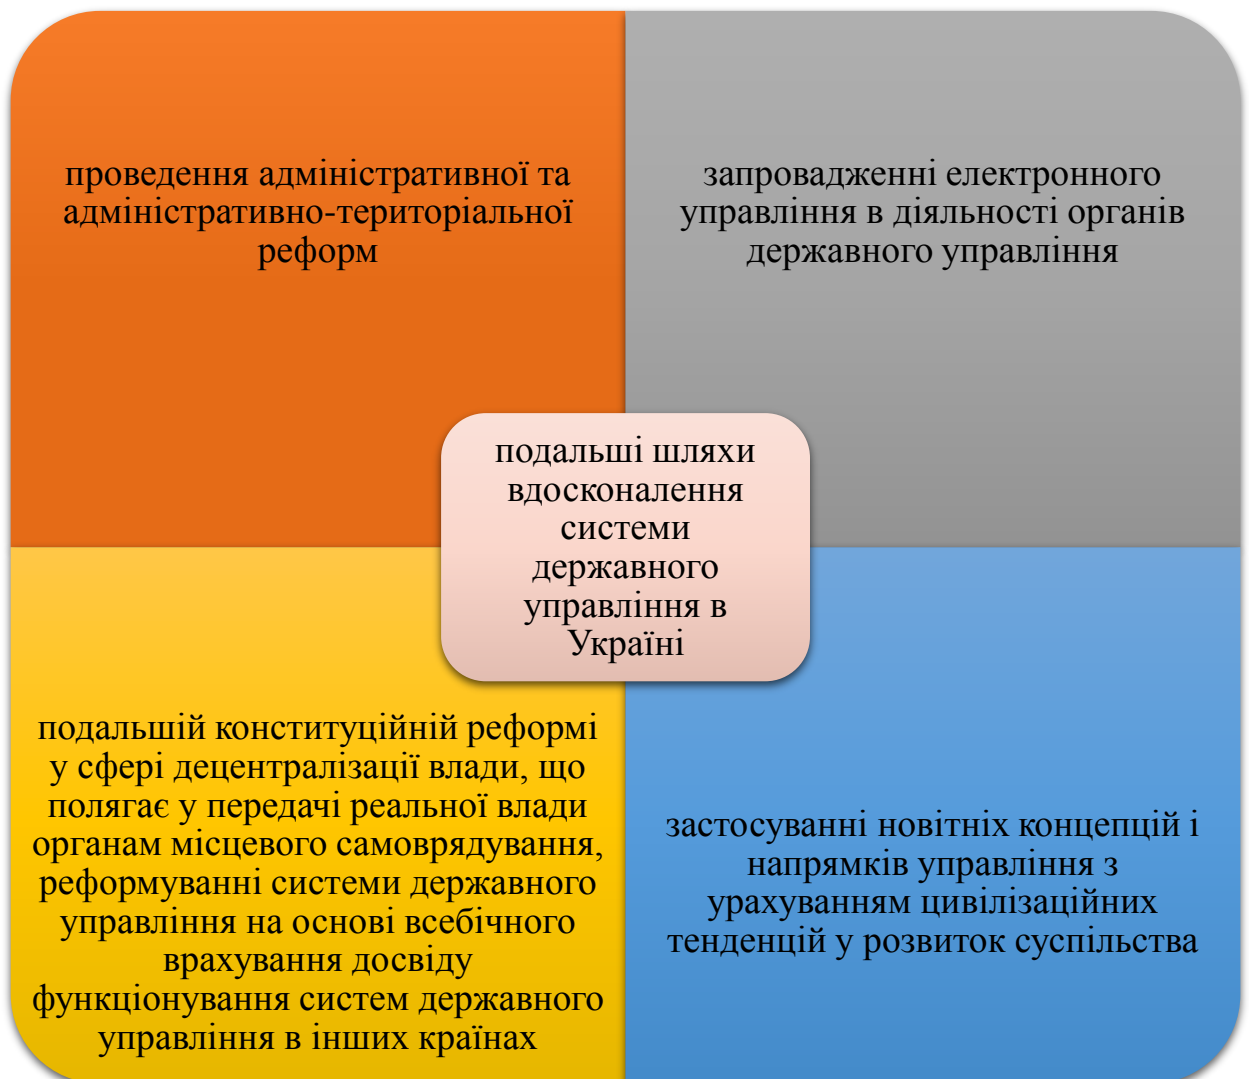 проведення адміністративної та
адміністративно-територіальної
реформ
запровадженні електронного
управління в діяльності органів
державного управління
подальші шляхи
вдосконалення
системи
державного
управління в
Україні
подальшій конституційній реформі
у сфері децентралізації влади, що
полягає у передачі реальної влади
органам місцевого самоврядування,
реформуванні системи державного
управління на основі всебічного
врахування досвіду
функціонування систем державного
управління в інших країнах
застосуванні новітніх концепцій і
напрямків управління з
урахуванням цивілізаційних
тенденцій у розвиток суспільства